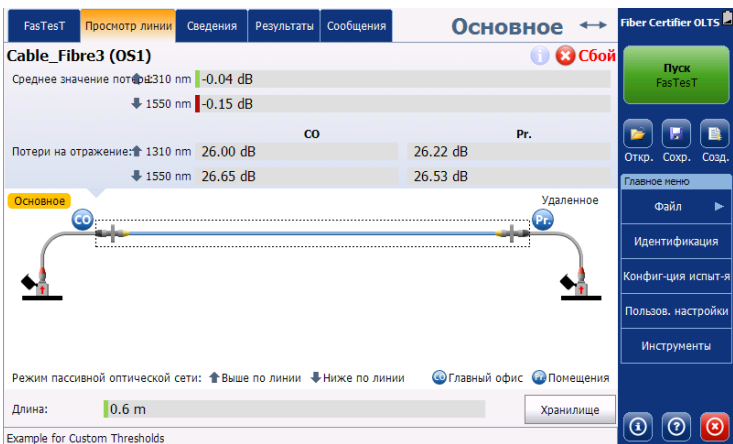 FasTesT Просмотр линии Сведения Результаты Сообщения Основное Fiber Certifier OLTS
Cable_Fibre3 (OS1) Сбой
Среднее значение потерь: 1310 nm -0.04 dB
1550 nm -0.15 dB
CO Pr.
Потери на отражение: 1310 nm 26.00 dB 26.22 dB
1550 nm 26.65 dB 26.53 dB
Основное Удаленное
CO Pr.
Режим пассивной оптической сети: Выше по линии Ниже по линии CO Главный офис Pr. Помещения
Длина: 0.6 m Хранилище
Example for Custom Thresholds
Пуск
FasTesT
Откр. Сохр. Созд.
Главное меню
Файл
Идентификация
Конфиг-ция испыт-я
Пользов. настройки
Инструменты